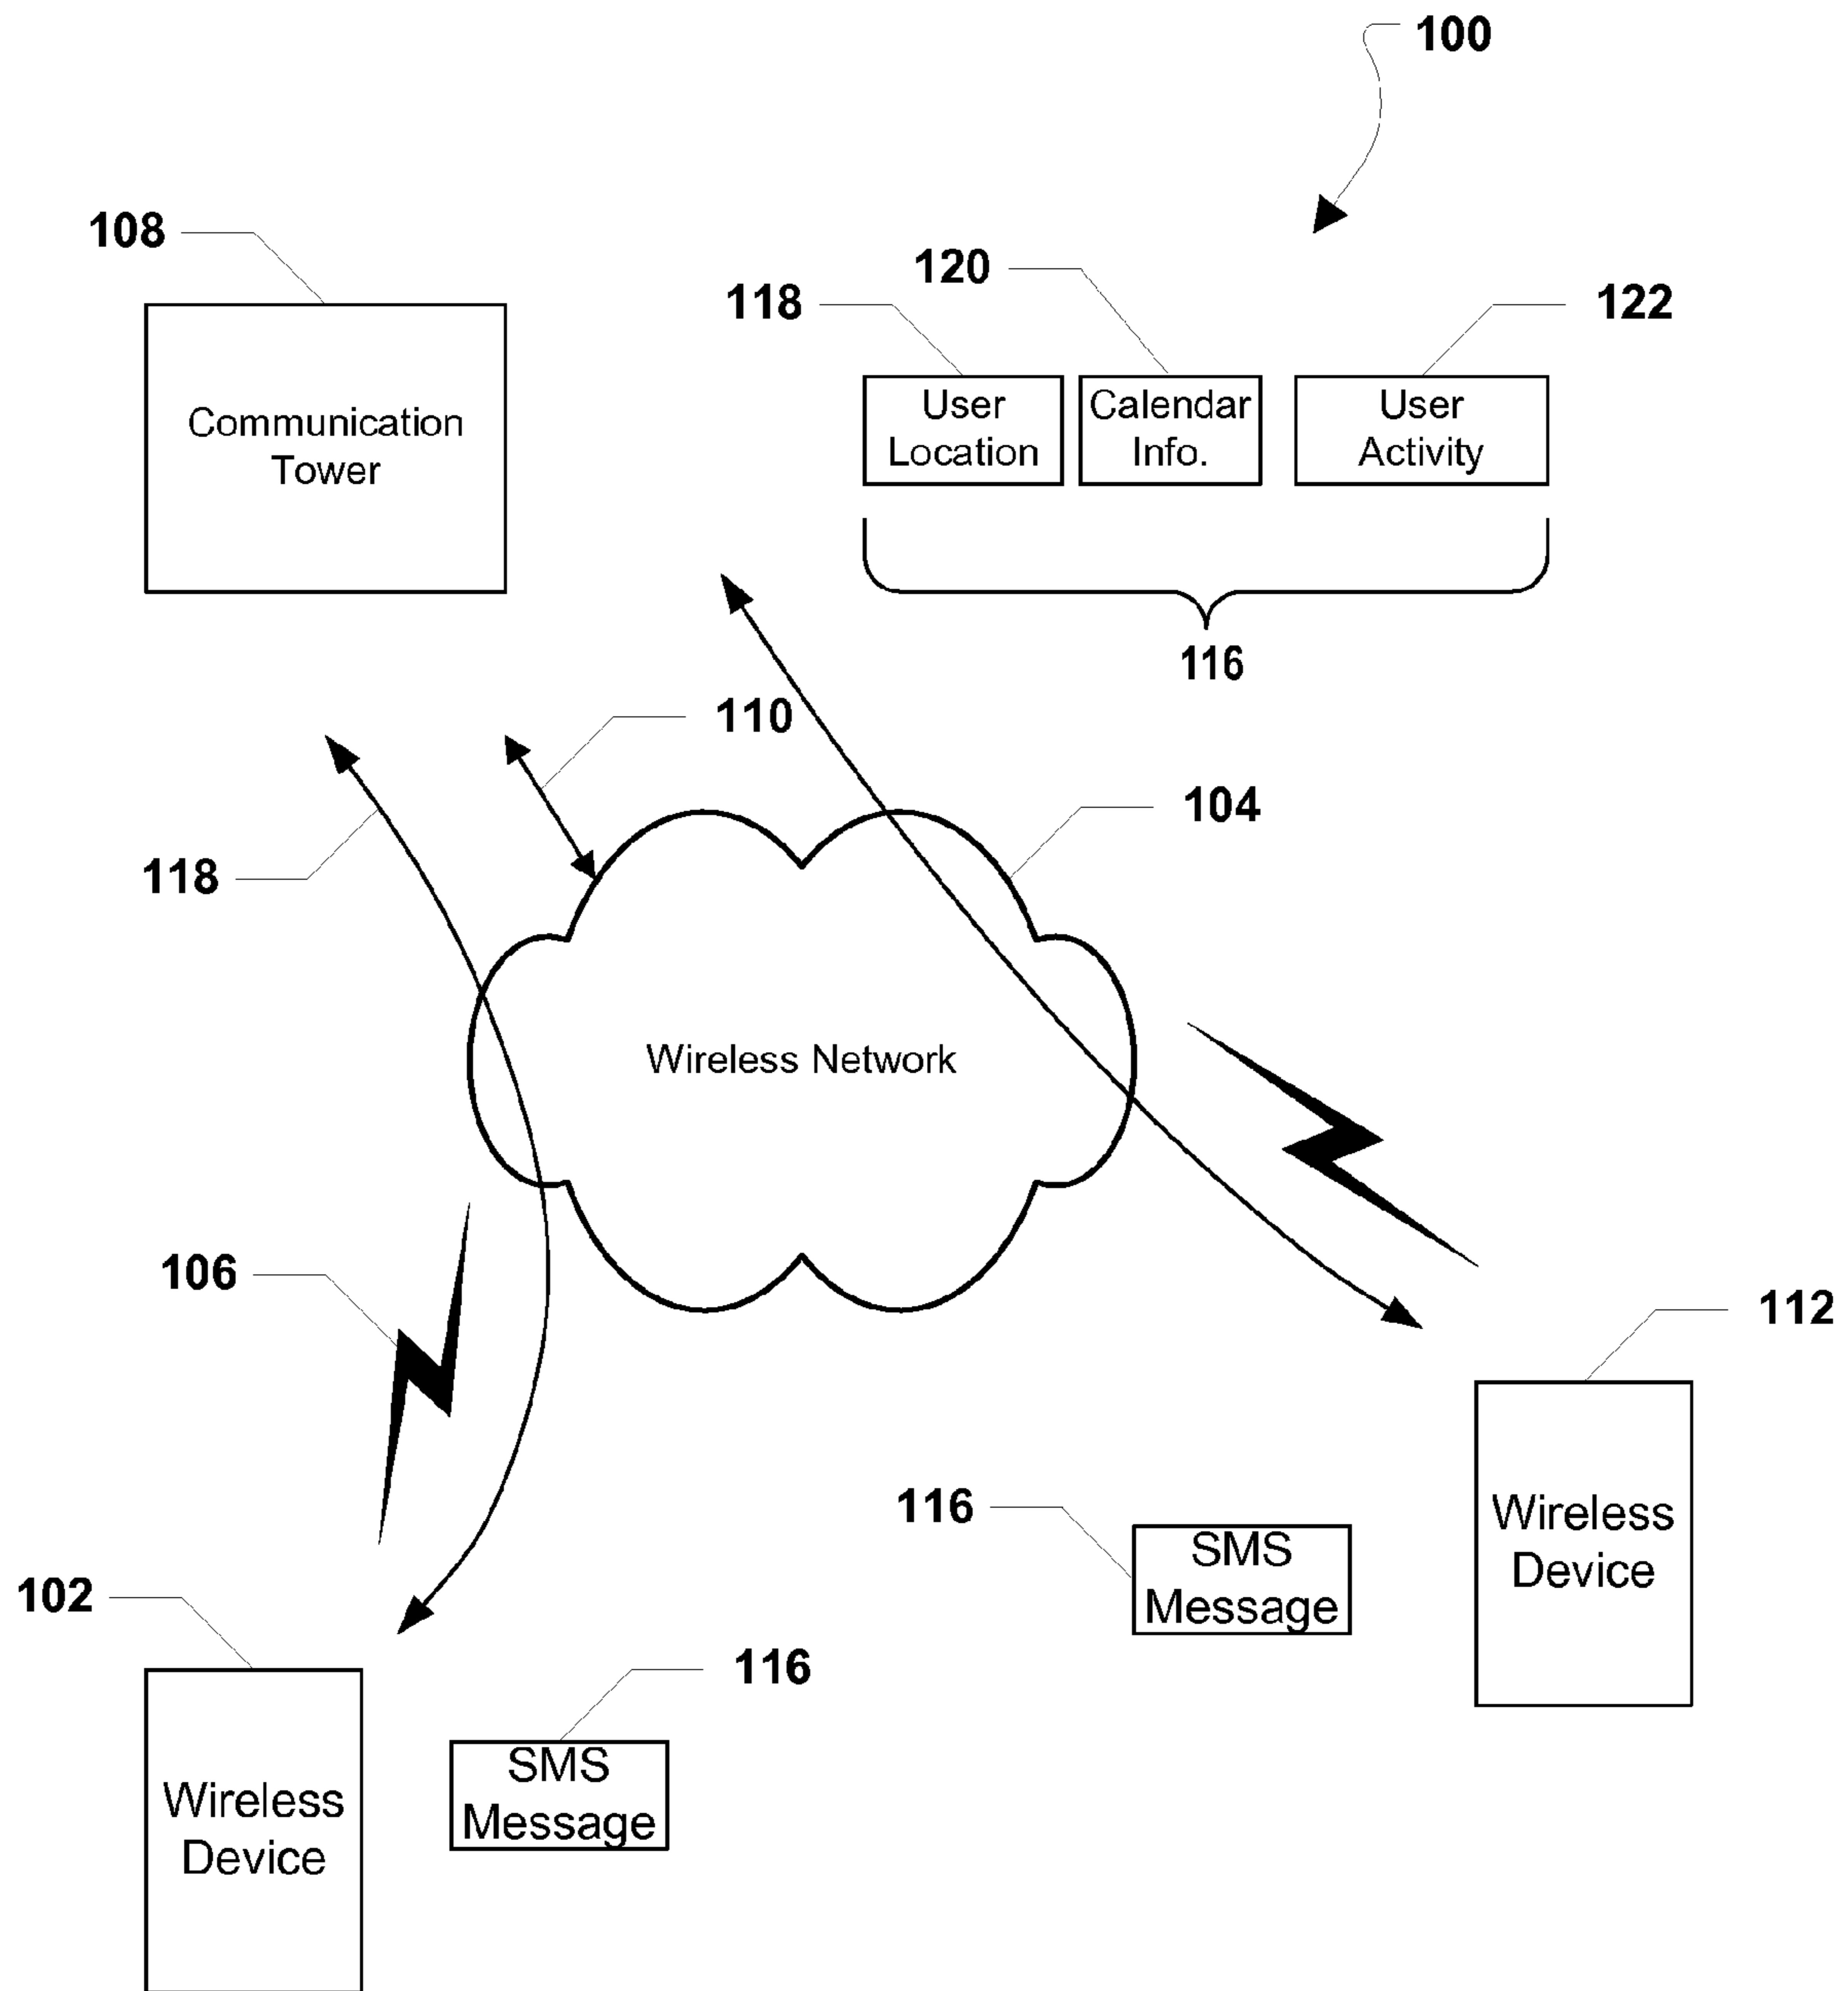 100
108
120
118
122
Communication
Tower
User
Location
Calendar
Info.
User
Activity
116
110
104
118
Wireless Network
106
112
116
SMS
Message
Wireless
Device
102
116
SMS
Message
Wireless
Device